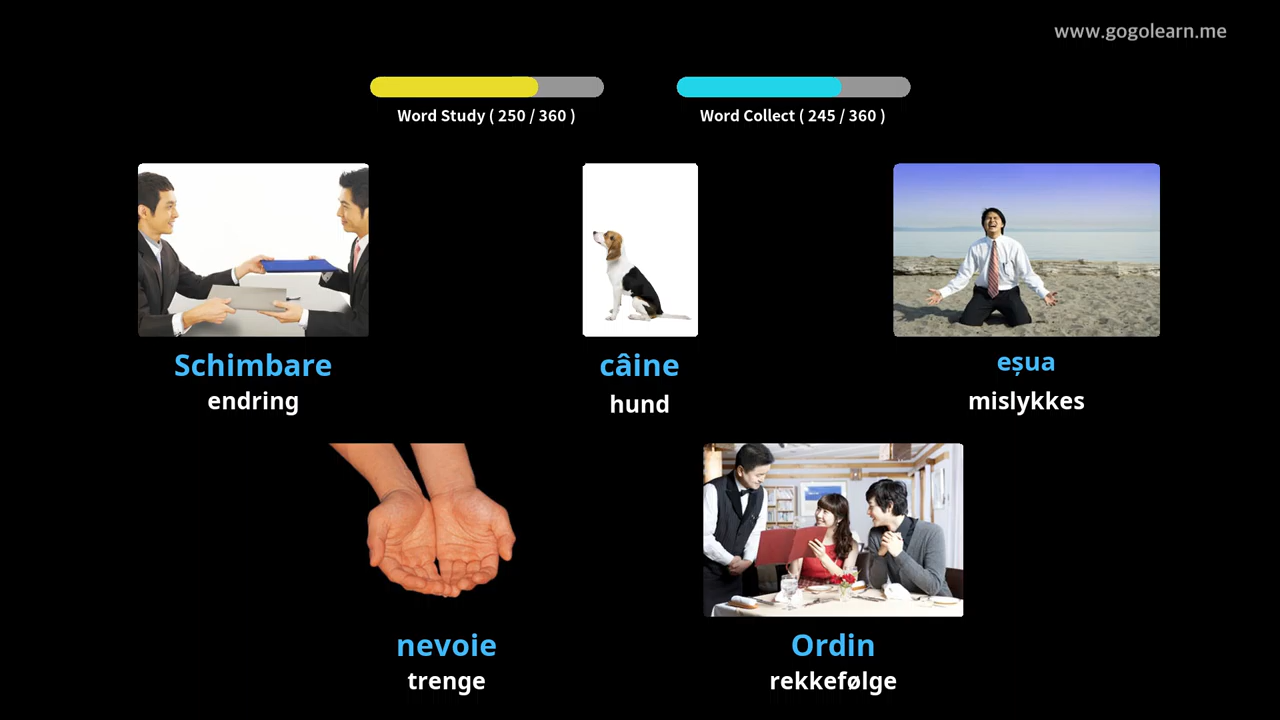 www.gogolearn.me
Word Study ( 250 / 360 )
Word Collect ( 245 / 360 )
Schimbare
endring
câine
hund
eșua
mislykkes
nevoie
trenge
Ordin
rekkefølge